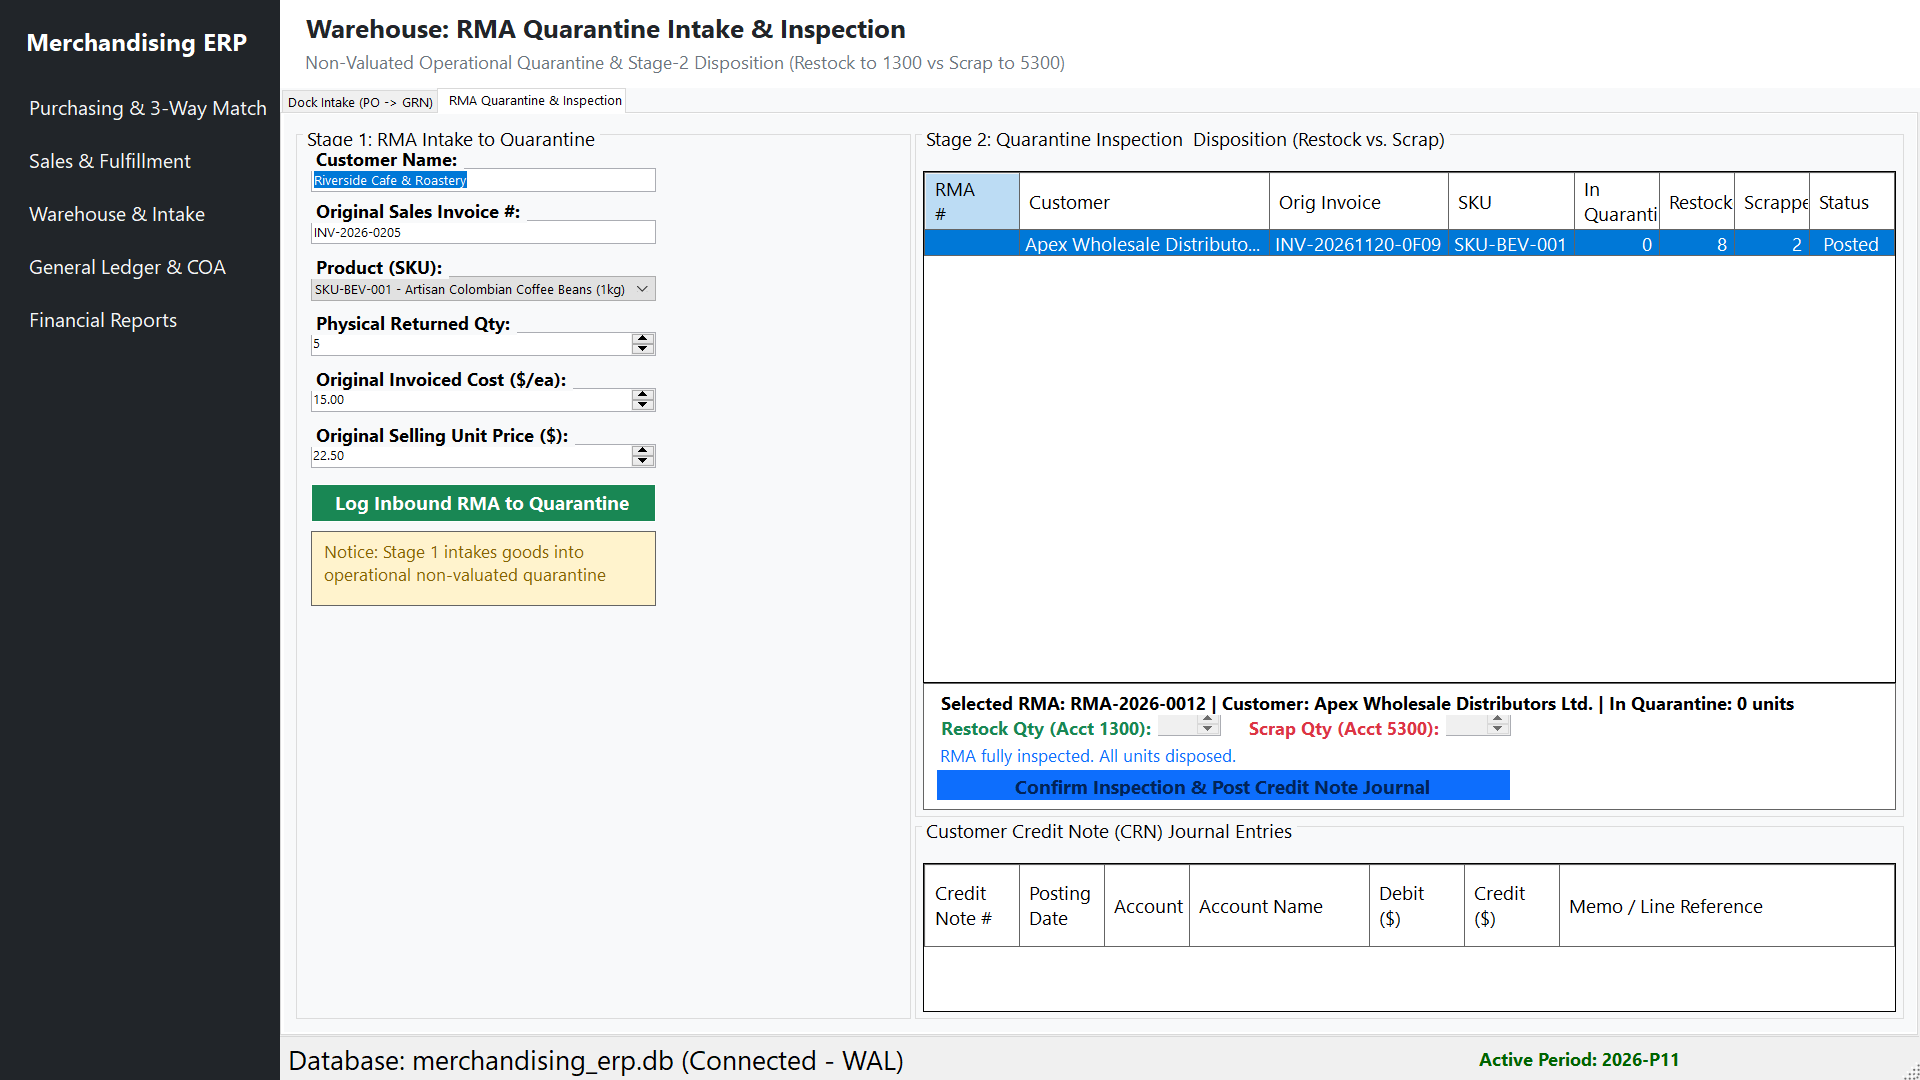 Merchandising ERP
Purchasing & 3-Way Match
Sales & Fulfillment
Warehouse & Intake
General Ledger & COA
Financial Reports
Warehouse: RMA Quarantine Intake & Inspection
Non-Valuated Operational Quarantine & Stage-2 Disposition (Restock to 1300 vs Scrap to 5300)
Dock Intake (PO -> GRN)
RMA Quarantine & Inspection
Stage 1: RMA Intake to Quarantine
Customer Name:
Riverside Cafe & Roastery
Original Sales Invoice #:
INV-2026-0205
Product (SKU):
SKU-BEV-001 - Artisan Colombian Coffee Beans (1kg)
Physical Returned Qty:
5
Original Invoiced Cost ($/ea):
15.00
Original Selling Unit Price ($):
22.50
Log Inbound RMA to Quarantine
Notice: Stage 1 intakes goods into
operational non-valuated quarantine
Stage 2: Quarantine Inspection  Disposition (Restock vs. Scrap)
RMA # Customer Orig Invoice SKU In Quaranti Restock Scrappe Status
Apex Wholesale Distributo... INV-20261120-0F09 SKU-BEV-001 0 8 2 Posted
Selected RMA: RMA-2026-0012 | Customer: Apex Wholesale Distributors Ltd. | In Quarantine: 0 units
Restock Qty (Acct 1300): Scrap Qty (Acct 5300):
RMA fully inspected. All units disposed.
Confirm Inspection & Post Credit Note Journal
Customer Credit Note (CRN) Journal Entries
Credit Note # Posting Date Account Account Name Debit ($) Credit ($) Memo / Line Reference
Database: merchandising_erp.db (Connected - WAL)
Active Period: 2026-P11